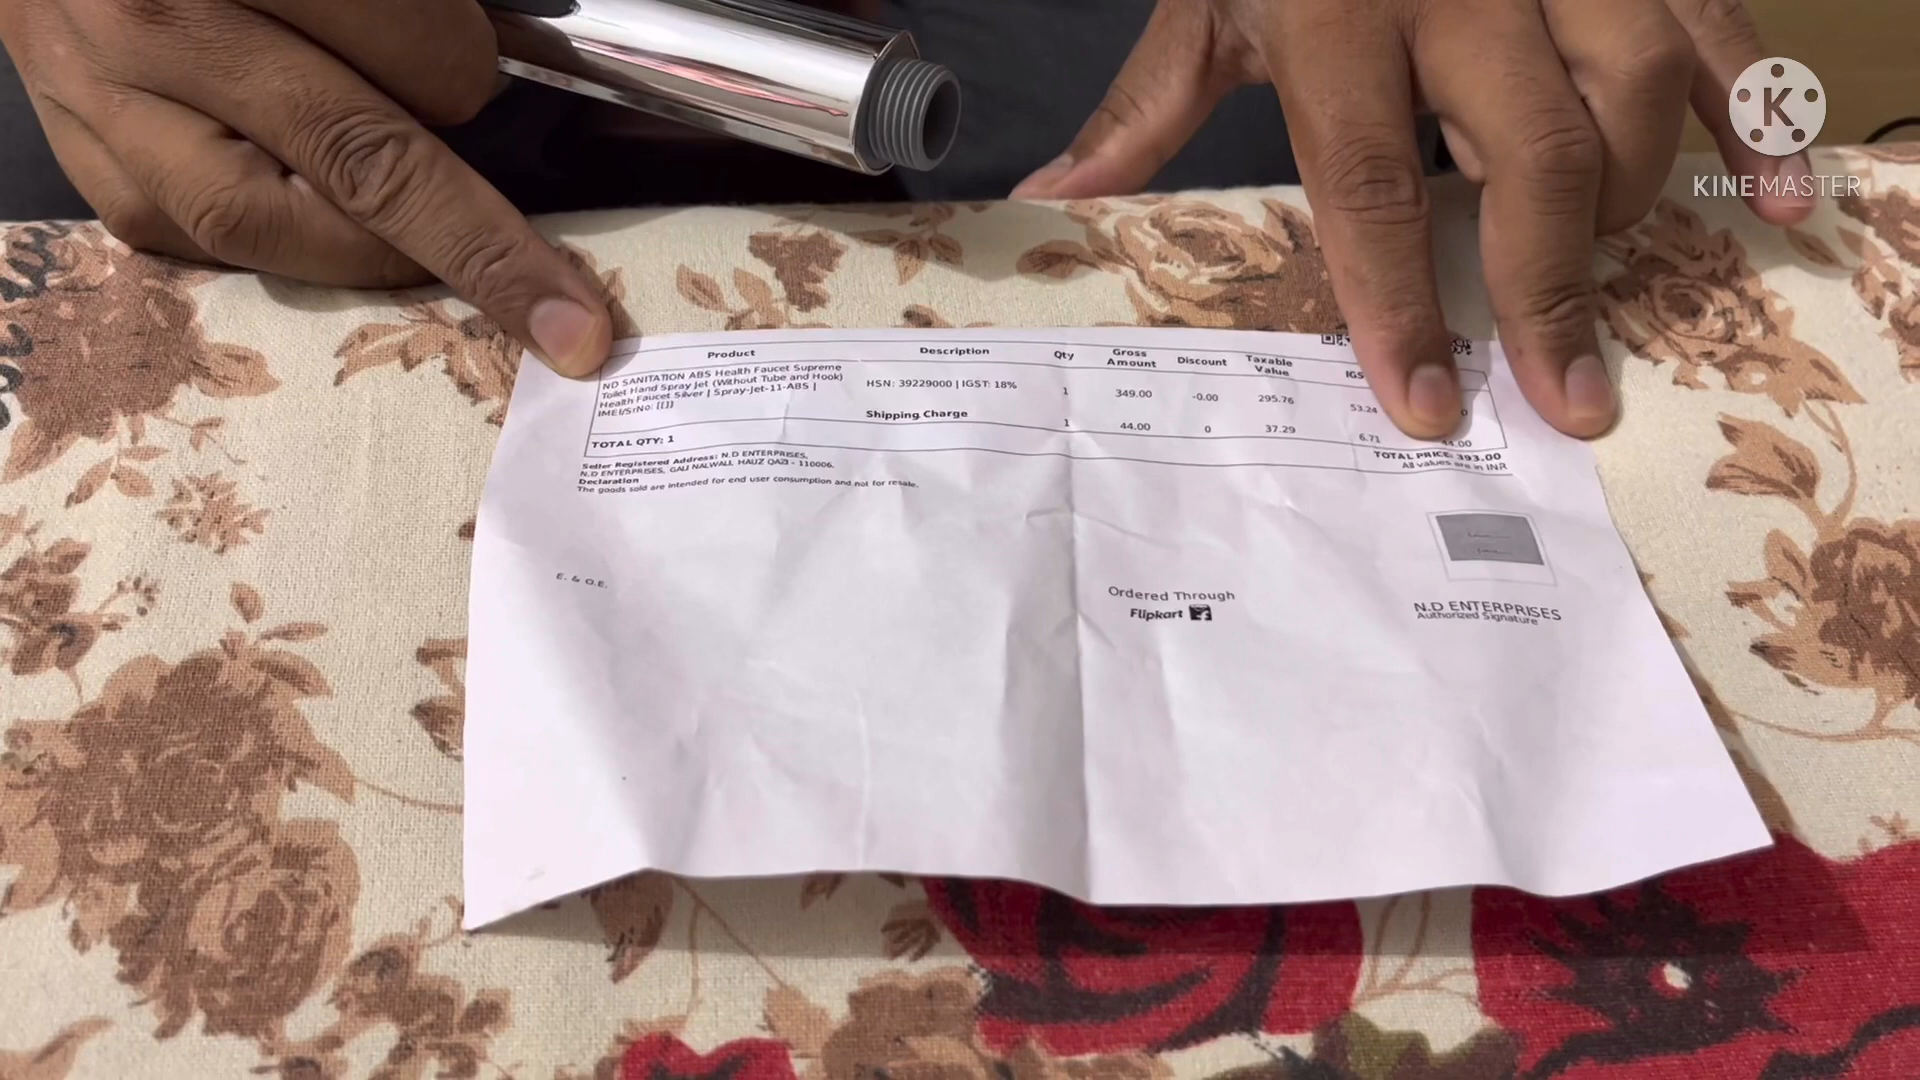 K
KINEMASTER
Product Description Qty Gross Amount Discount Taxable Value
ND SANITATION ABS Health Faucet Supreme
Toilet Hand Spray Jet (Without Tube and Hook)
Health Faucet Silver | Spray-Jet-11-ABS |
IMEI/SrNo: [[]]
HSN: 39229000 | IGST: 18% 1 349.00 -0.00 295.76 53.24
Shipping Charge 1 44.00 0 37.29 6.71 44.00
TOTAL QTY: 1
TOTAL PRICE: 393.00
All values are in INR
Seller Registered Address: N.D ENTERPRISES,
N.D ENTERPRISES, GALI NALWALI, HAUZ QAZI - 110006.
Declaration
The goods sold are intended for end user consumption and not for resale.
E. & O.E.
Ordered Through
Flipkart
N.D ENTERPRISES
Authorized Signature